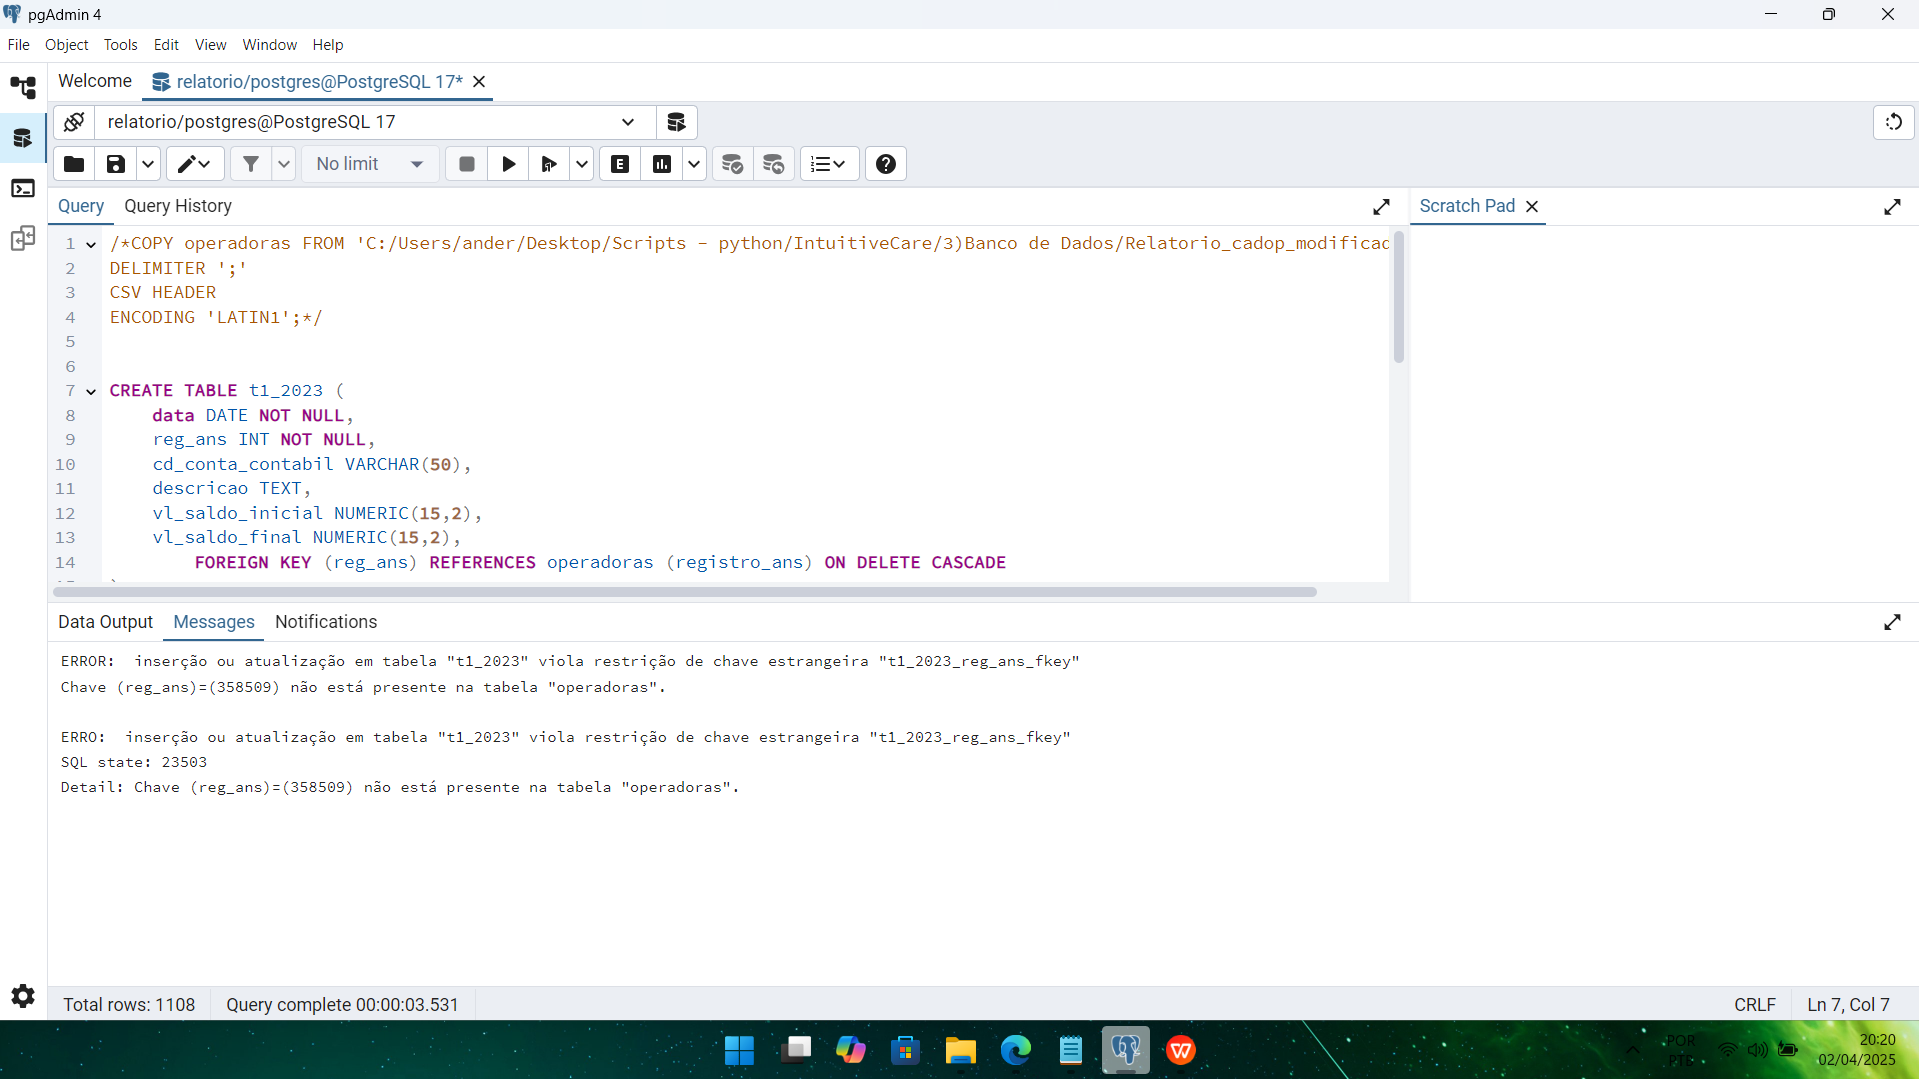 pgAdmin 4
File Object Tools Edit View Window Help
Welcome relatorio/postgres@PostgreSQL 17*
relatorio/postgres@PostgreSQL 17
No limit
Query Query History
Scratch Pad
1 /*COPY operadoras FROM 'C:/Users/ander/Desktop/Scripts - python/IntuitiveCare/3)Banco de Dados/Relatorio_cadop_modificad
2 DELIMITER ';'
3 CSV HEADER
4 ENCODING 'LATIN1';*/
5
6
7 CREATE TABLE t1_2023 (
8 data DATE NOT NULL,
9 reg_ans INT NOT NULL,
10 cd_conta_contabil VARCHAR(50),
11 descricao TEXT,
12 vl_saldo_inicial NUMERIC(15,2),
13 vl_saldo_final NUMERIC(15,2),
14 FOREIGN KEY (reg_ans) REFERENCES operadoras (registro_ans) ON DELETE CASCADE
Data Output Messages Notifications
ERROR:  inserção ou atualização em tabela "t1_2023" viola restrição de chave estrangeira "t1_2023_reg_ans_fkey"
Chave (reg_ans)=(358509) não está presente na tabela "operadoras".
ERRO:  inserção ou atualização em tabela "t1_2023" viola restrição de chave estrangeira "t1_2023_reg_ans_fkey"
SQL state: 23503
Detail: Chave (reg_ans)=(358509) não está presente na tabela "operadoras".
Total rows: 1108 Query complete 00:00:03.531 CRLF Ln 7, Col 7
POR
PTB
20:20
02/04/2025